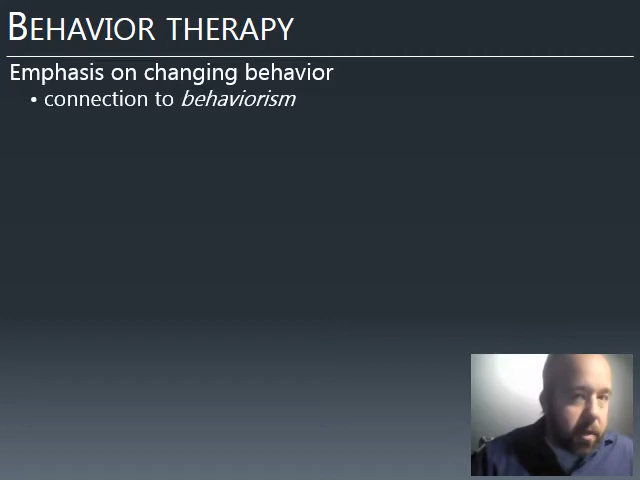 BEHAVIOR THERAPY
Emphasis on changing behavior
• connection to behaviorism